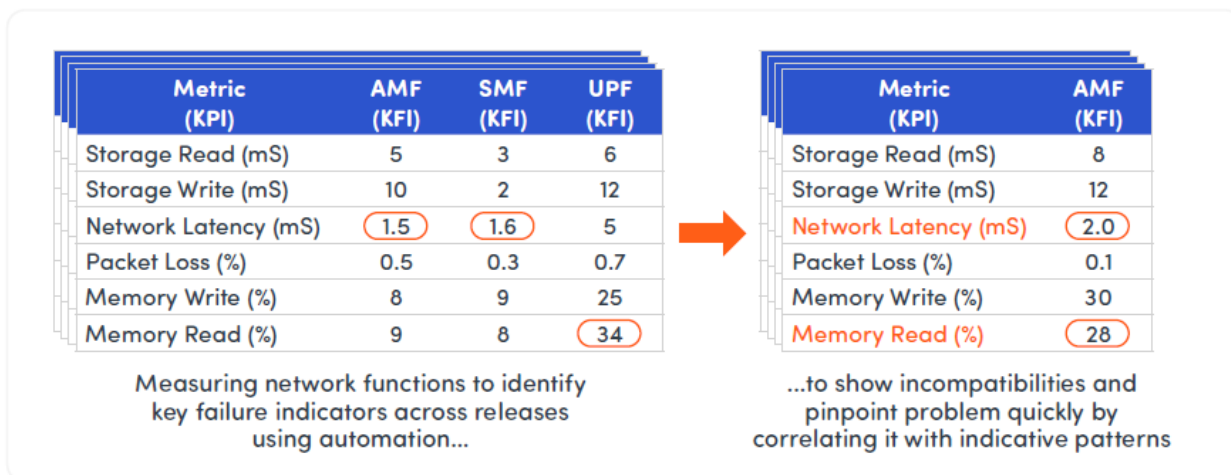 Metric (KPI) AMF (KFI) SMF (KFI) UPF (KFI)
Storage Read (mS) 5 3 6
Storage Write (mS) 10 2 12
Network Latency (mS) 1.5 1.6 5
Packet Loss (%) 0.5 0.3 0.7
Memory Write (%) 8 9 25
Memory Read (%) 9 8 34
Measuring network functions to identify
key failure indicators across releases
using automation...
Metric (KPI) AMF (KFI)
Storage Read (mS) 8
Storage Write (mS) 12
Network Latency (mS) 2.0
Packet Loss (%) 0.1
Memory Write (%) 30
Memory Read (%) 28
...to show incompatibilities and
pinpoint problem quickly by
correlating it with indicative patterns